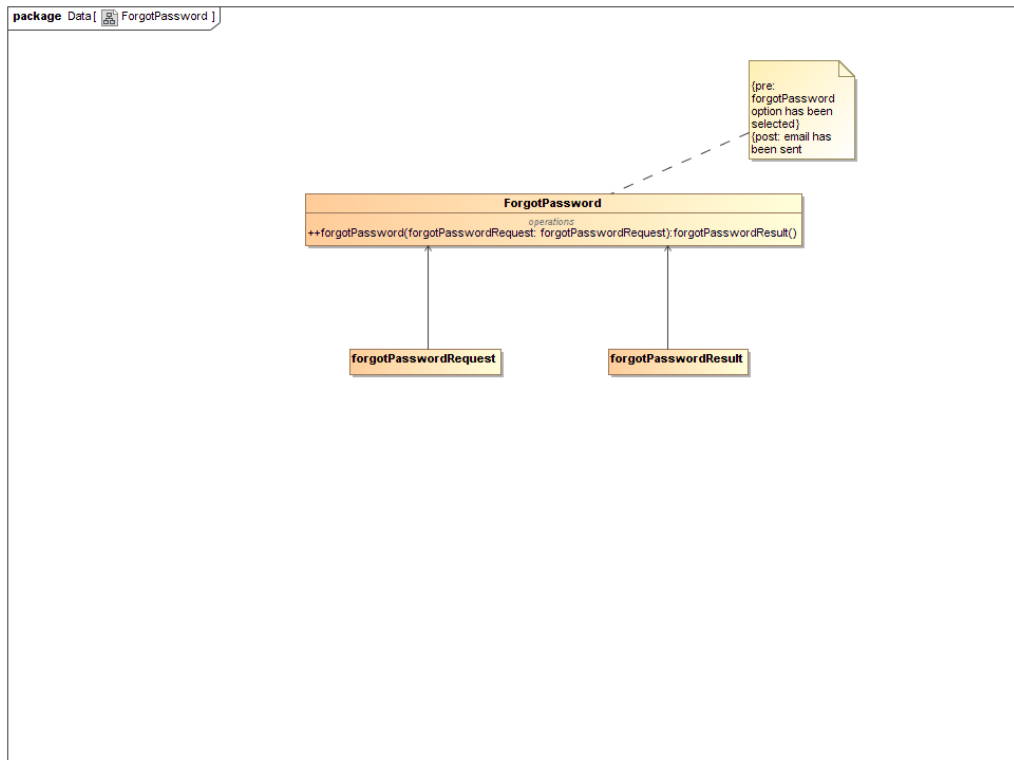 package Data[ ForgotPassword ]
{pre:
forgotPassword
option has been
selected}
{post: email has
been sent
ForgotPassword
operations
++forgotPassword(forgotPasswordRequest: forgotPasswordRequest):forgotPasswordResult()
forgotPasswordRequest
forgotPasswordResult